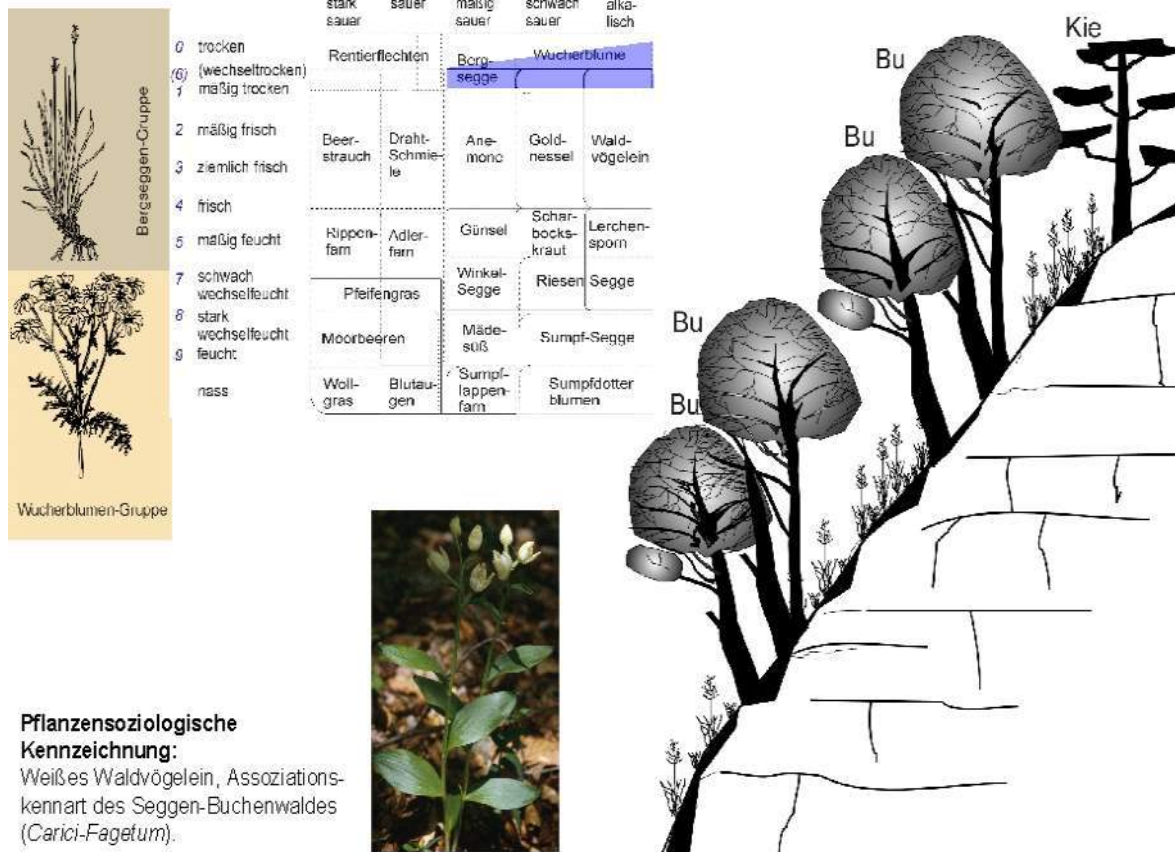 stark
sauer
sauer
mäßig
sauer
schwach
sauer
alka-
lisch
0 trocken
(6) (wechseltrocken)
1 mäßig trocken
2 mäßig frisch
3 ziemlich frisch
4 frisch
5 mäßig feucht
7 schwach
wechselfeucht
8 stark
wechselfeucht
9 feucht
nass
Rentierflechten
Berg-
segge
Wucherblume
Beer-
strauch
Draht-
Schmie-
le
Ane-
mone
Gold-
nessel
Wald-
vögelein
Rippen-
farn
Adler-
farn
Günsel
Schar-
bocks-
kraut
Lerchen-
sporn
Winkel-
Segge
Riesen Segge
Pfeifengras
Moorbeeren
Mäde-
süß
Sumpf-Segge
Woll-
gras
Blutau-
gen
Sumpf-
lappen-
farn
Sumpfdotter
blumen
Bergseggen-Gruppe
Wucherblumen-Gruppe
Kie
Bu
Bu
Bu
Bu
Pflanzensoziologische
Kennzeichnung:
Weißes Waldvögelein, Assoziations-
kennart des Seggen-Buchenwaldes
(Carici-Fagetum).